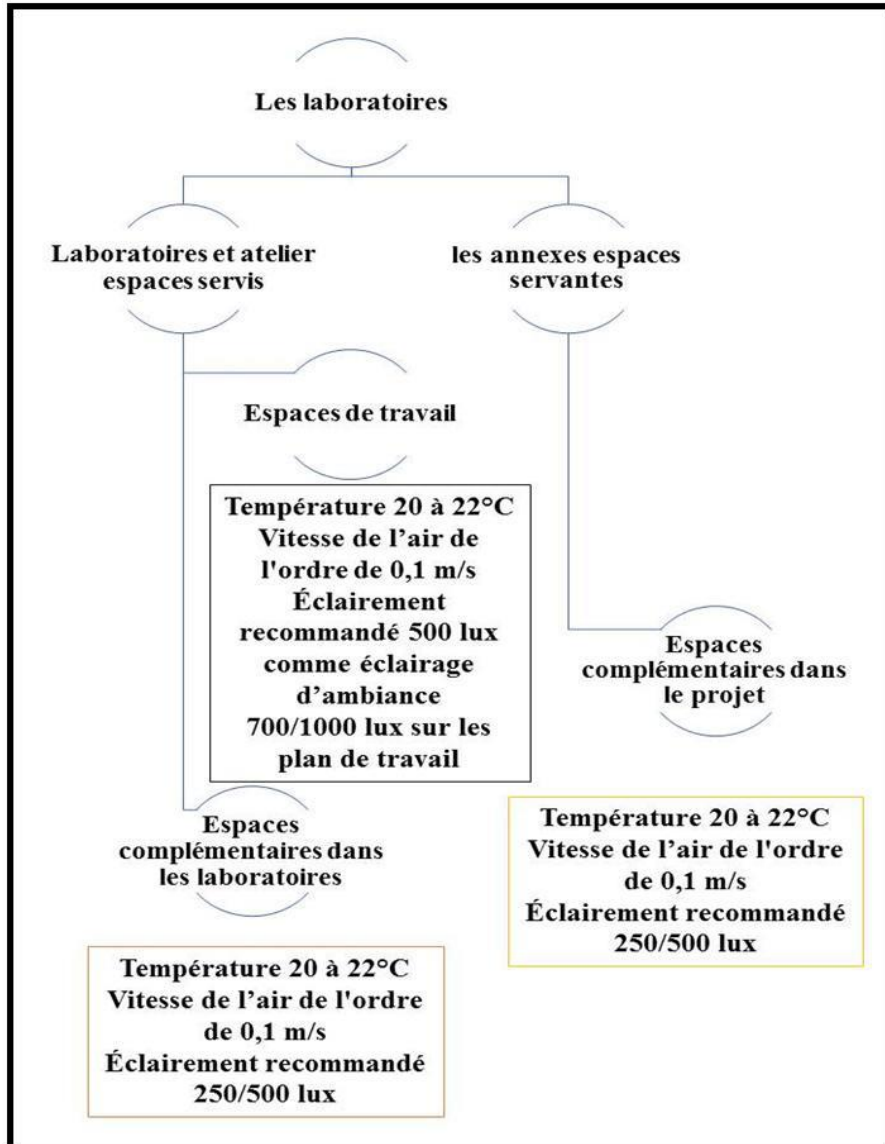 Les laboratoires
Laboratoires et atelier
espaces servis
les annexes espaces
servantes
Espaces de travail
Température 20 à 22°C
Vitesse de l’air de
l'ordre de 0,1 m/s
Éclairement
recommandé 500 lux
comme éclairage
d’ambiance
700/1000 lux sur les
plan de travail
Espaces
complémentaires dans
les laboratoires
Température 20 à 22°C
Vitesse de l’air de l'ordre
de 0,1 m/s
Éclairement recommandé
250/500 lux
Espaces
complémentaires dans
le projet
Température 20 à 22°C
Vitesse de l’air de l'ordre
de 0,1 m/s
Éclairement recommandé
250/500 lux